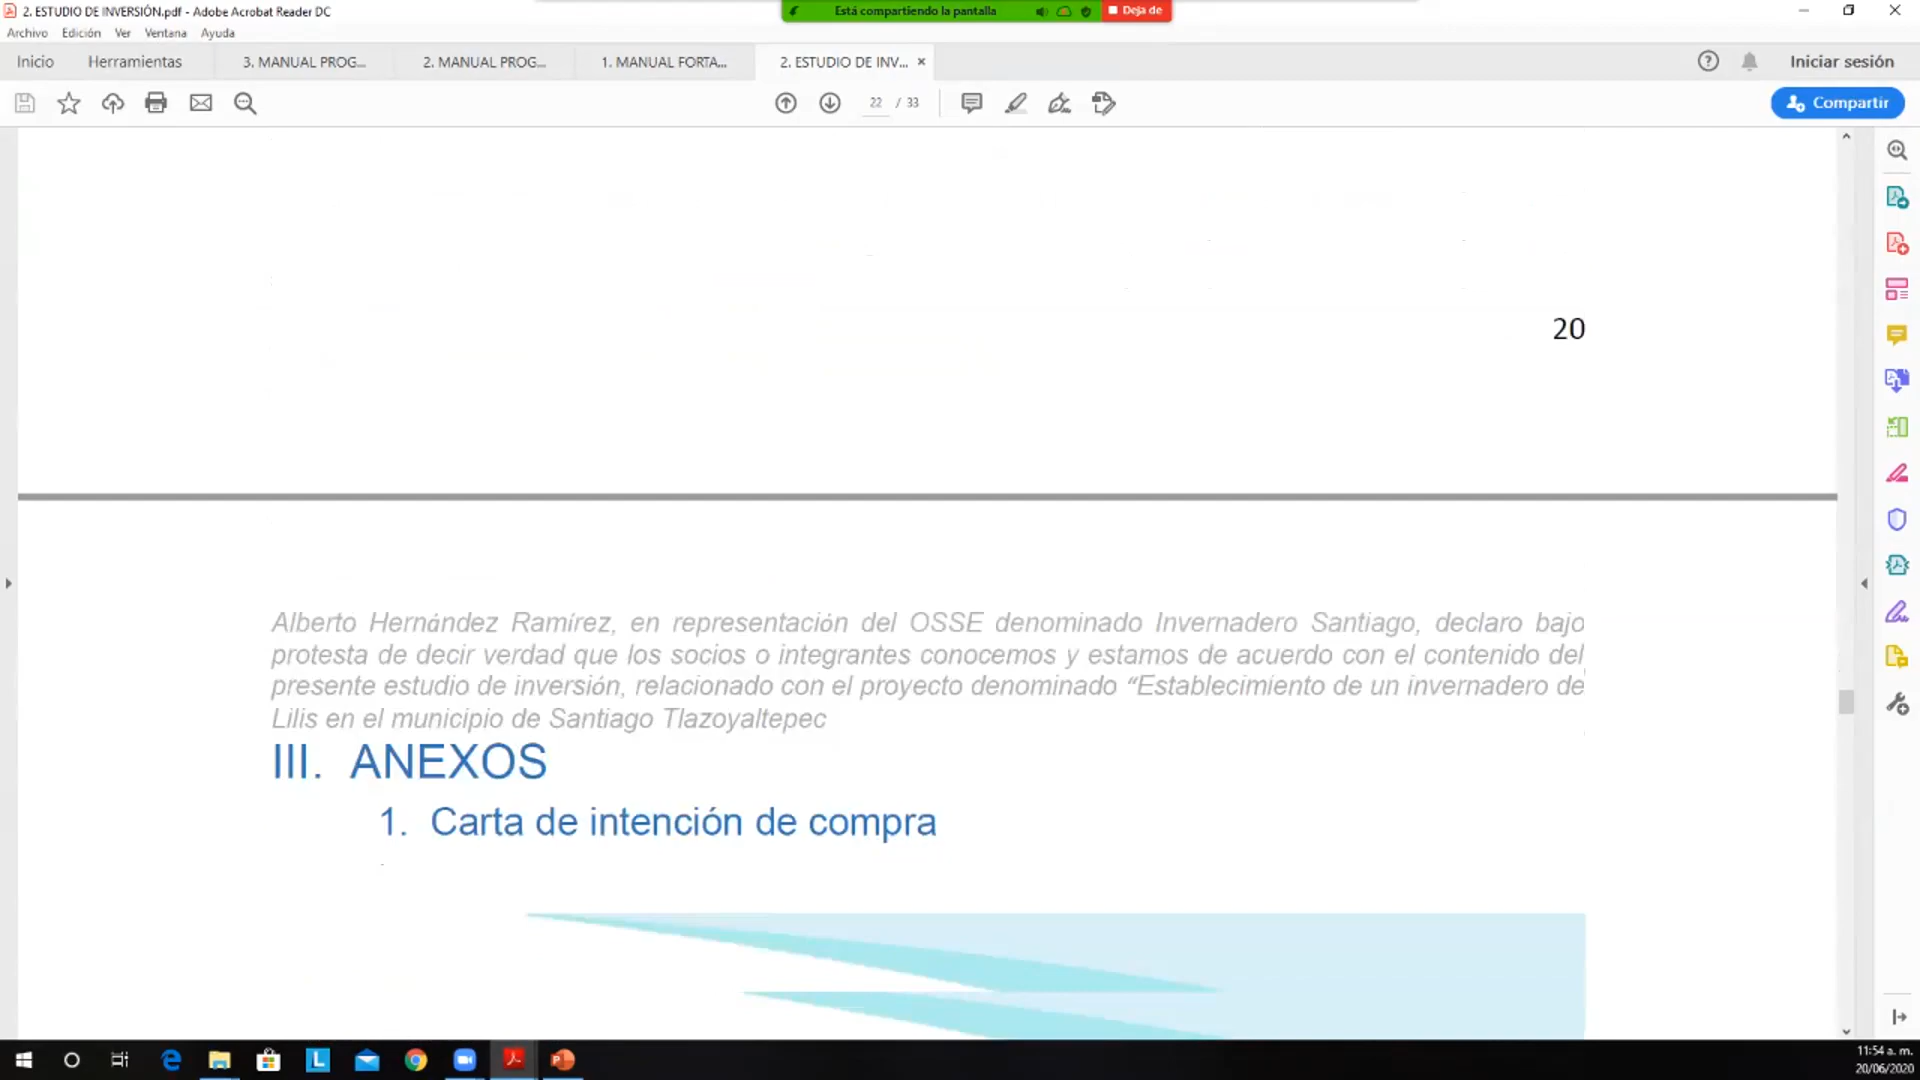 2. ESTUDIO DE INVERSIÓN.pdf - Adobe Acrobat Reader DC
Está compartiendo la pantalla
Deja de
Archivo Edición Ver Ventana Ayuda
Inicio Herramientas 3. MANUAL PROG... 2. MANUAL PROG... 1. MANUAL FORTA... 2. ESTUDIO DE INV... Iniciar sesión
22 / 33 Compartir
20
Alberto Hernández Ramírez, en representación del OSSE denominado Invernadero Santiago, declaro bajo
protesta de decir verdad que los socios o integrantes conocemos y estamos de acuerdo con el contenido del
presente estudio de inversión, relacionado con el proyecto denominado “Establecimiento de un invernadero de
Lilis en el municipio de Santiago Tlazoyaltepec
III. ANEXOS
1. Carta de intención de compra
11:54 a. m.
20/06/2020